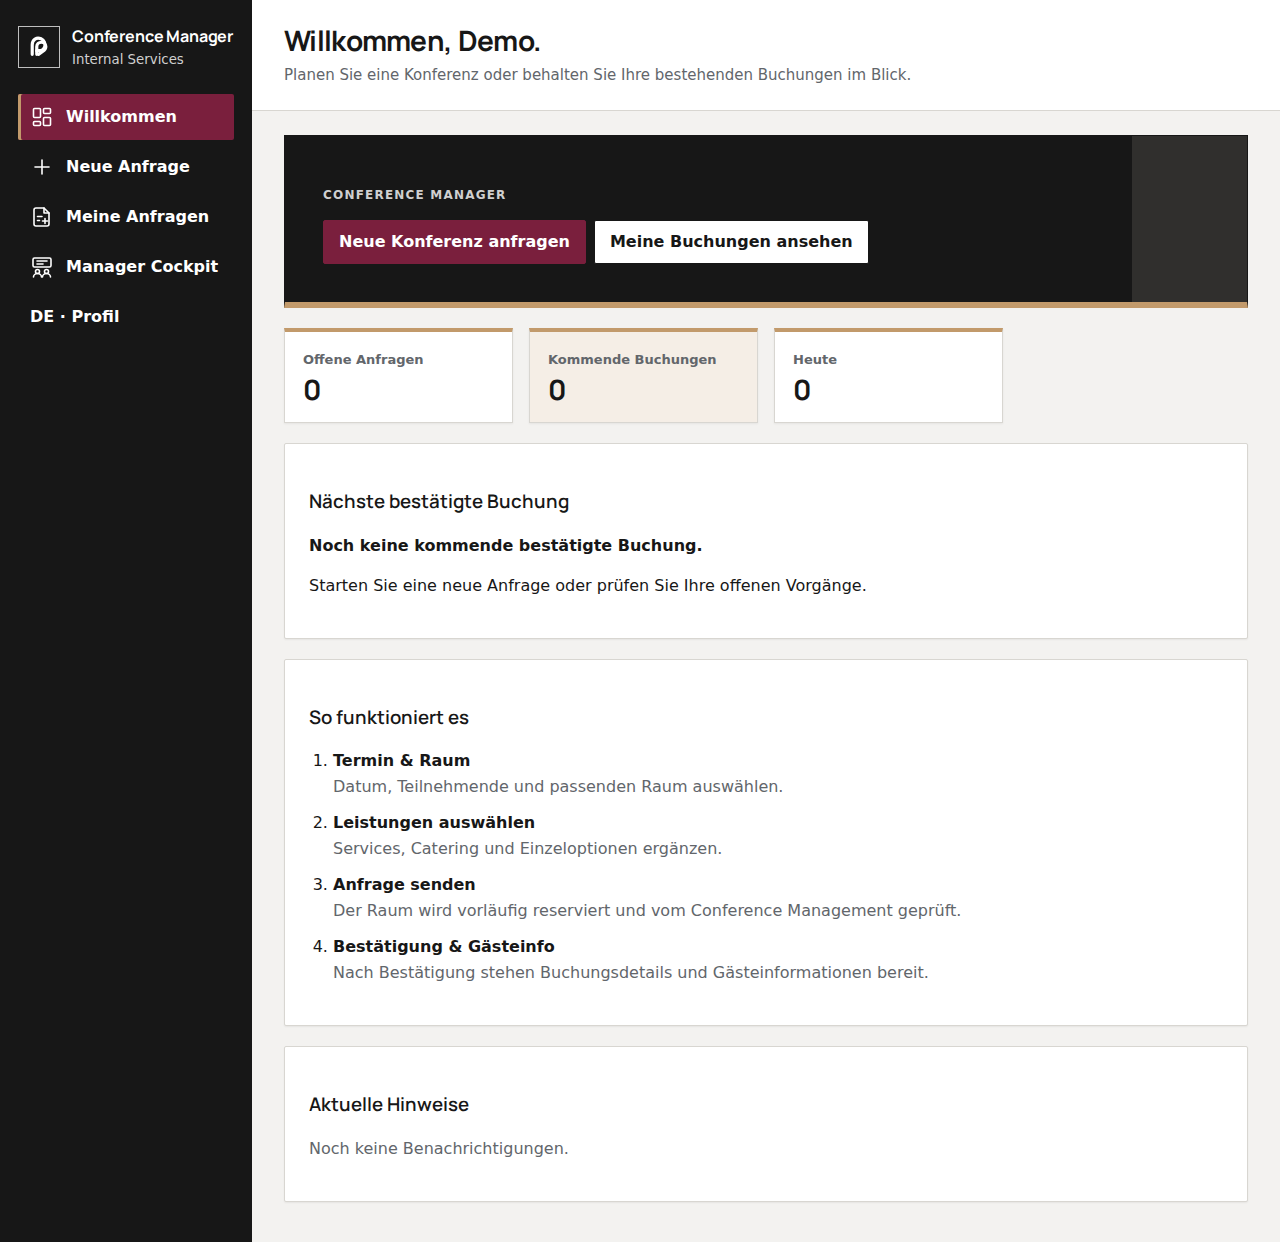 Conference Manager
Internal Services
Willkommen
Neue Anfrage
Meine Anfragen
Manager Cockpit
DE · Profil
Willkommen, Demo.
Planen Sie eine Konferenz oder behalten Sie Ihre bestehenden Buchungen im Blick.
CONFERENCE MANAGER
Neue Konferenz anfragen
Meine Buchungen ansehen
Offene Anfragen
0
Kommende Buchungen
0
Heute
0
Nächste bestätigte Buchung
Noch keine kommende bestätigte Buchung.
Starten Sie eine neue Anfrage oder prüfen Sie Ihre offenen Vorgänge.
So funktioniert es
1. Termin & Raum
Datum, Teilnehmende und passenden Raum auswählen.
2. Leistungen auswählen
Services, Catering und Einzeloptionen ergänzen.
3. Anfrage senden
Der Raum wird vorläufig reserviert und vom Conference Management geprüft.
4. Bestätigung & Gästeinfo
Nach Bestätigung stehen Buchungsdetails und Gästeinformationen bereit.
Aktuelle Hinweise
Noch keine Benachrichtigungen.